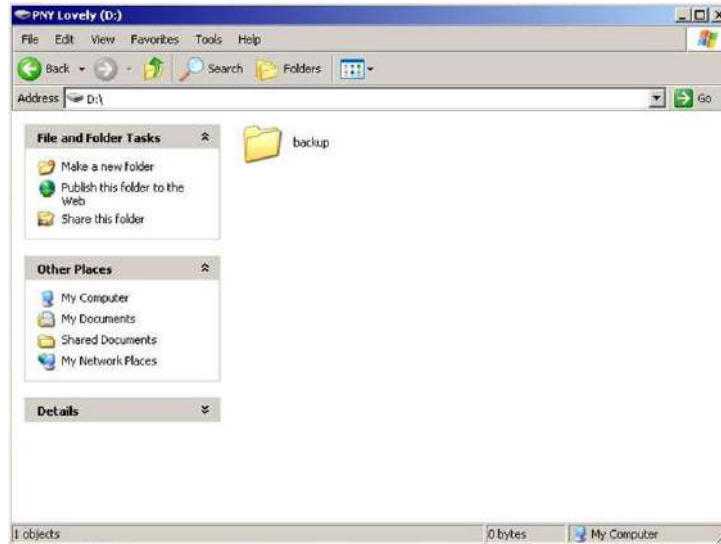 PNY Lovely (D:)
File Edit View Favorites Tools Help
Back Search Folders
Address D:\ Go
File and Folder Tasks
Make a new folder
Publish this folder to the
Web
Share this folder
backup
Other Places
My Computer
My Documents
Shared Documents
My Network Places
Details
1 objects 0 bytes My Computer